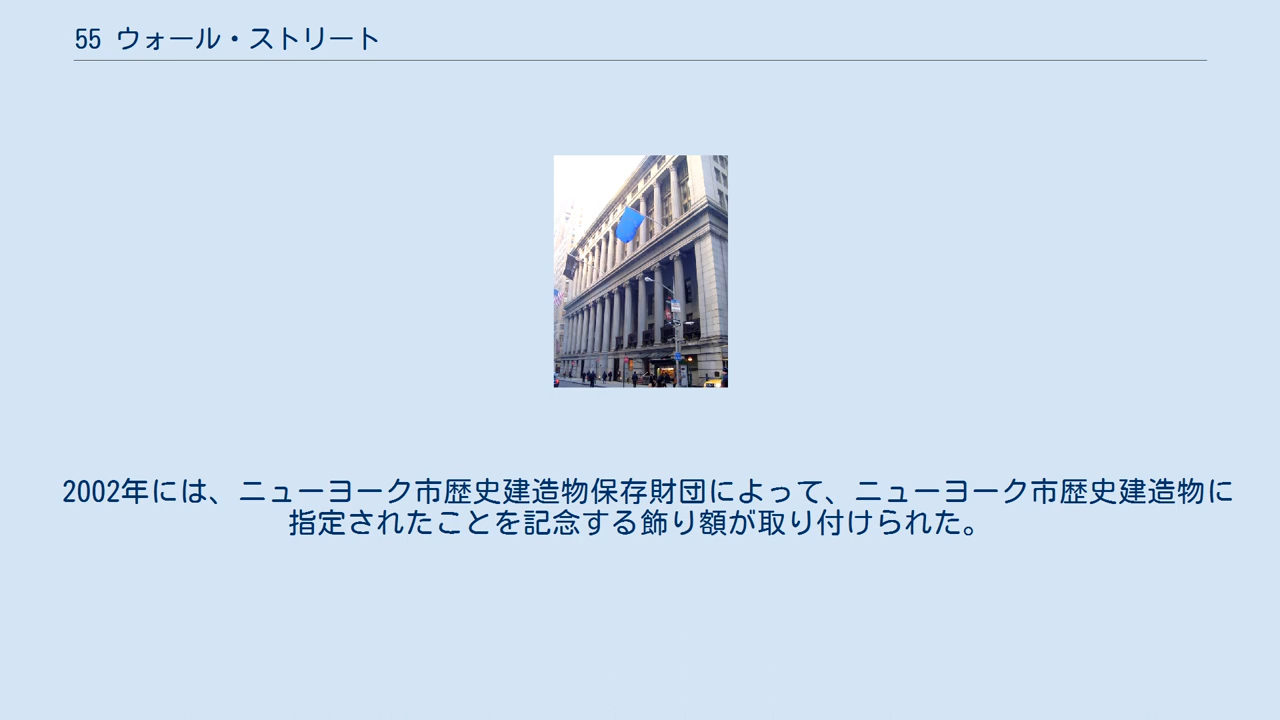 55 ウォール・ストリート
2002年には、ニューヨーク市歴史建造物保存財団によって、ニューヨーク市歴史建造物に
指定されたことを記念する飾り額が取り付けられた。